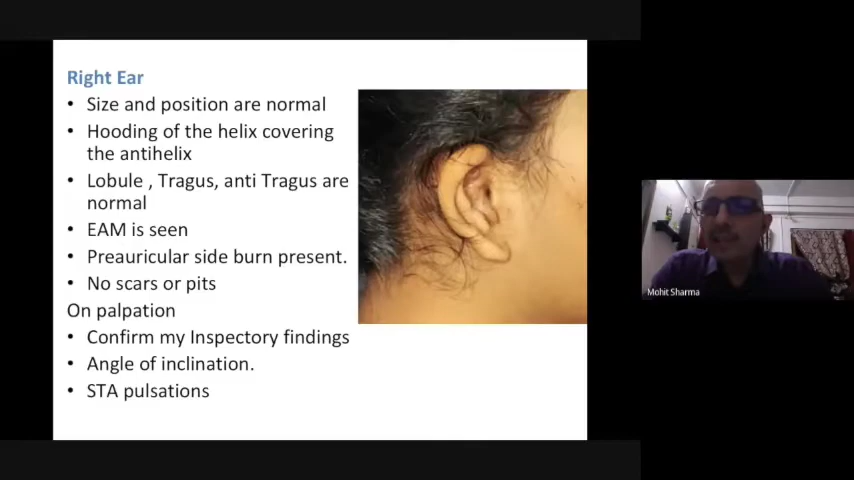 Right Ear
• Size and position are normal
• Hooding of the helix covering
the antihelix
• Lobule , Tragus, anti Tragus are
normal
• EAM is seen
• Preauricular side burn present.
• No scars or pits
On palpation
• Confirm my Inspectory findings
• Angle of inclination.
• STA pulsations
Mohit Sharma